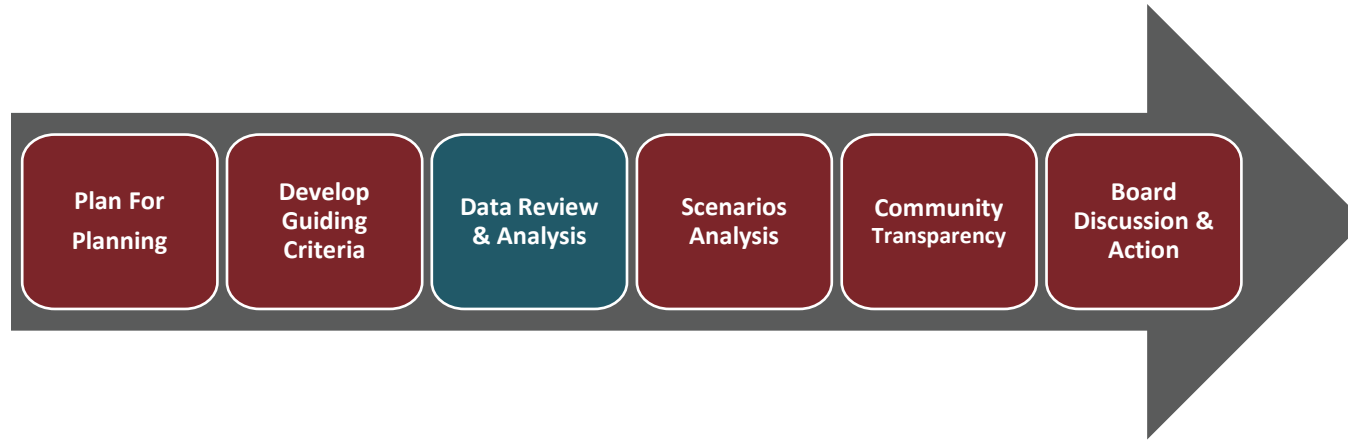 Plan For
Planning
Develop
Guiding
Criteria
Data Review
& Analysis
Scenarios
Analysis
Community
Transparency
Board
Discussion &
Action